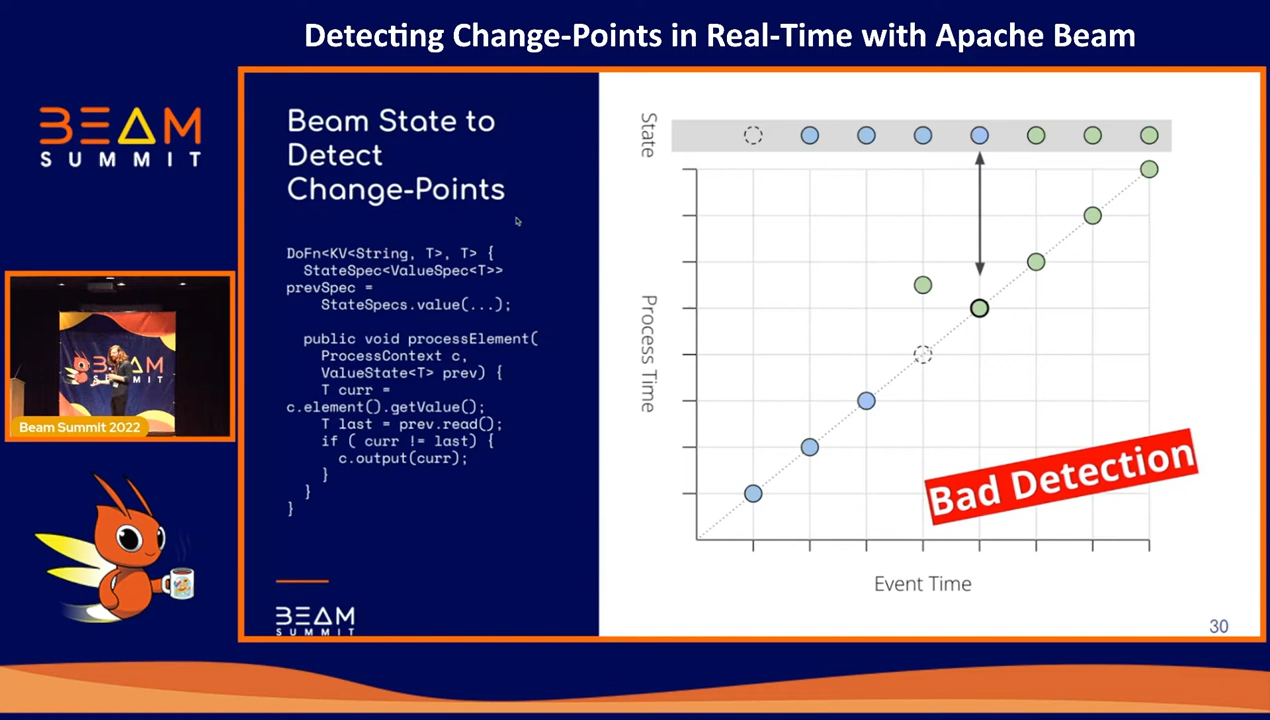 Detecting Change-Points in Real-Time with Apache Beam
BEAM
SUMMIT
Beam State to
Detect
Change-Points
DoFn<KV<String, T>, T> {
StateSpec<ValueSpec<T>>
prevSpec =
StateSpecs.value(...);
public void processElement(
ProcessContext c,
ValueState<T> prev) {
T curr =
c.element().getValue();
T last = prev.read();
if ( curr != last) {
c.output(curr);
}
}
}
BEAM
SUMMIT
State
Process Time
Bad Detection
Event Time
30
BEAM
SUMMIT
Beam Summit 2022